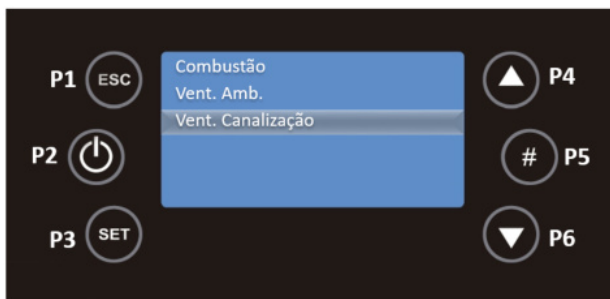 P1 ESC
Combustão
Vent. Amb.
Vent. Canalização
P4
P2
# P5
P3 SET
P6